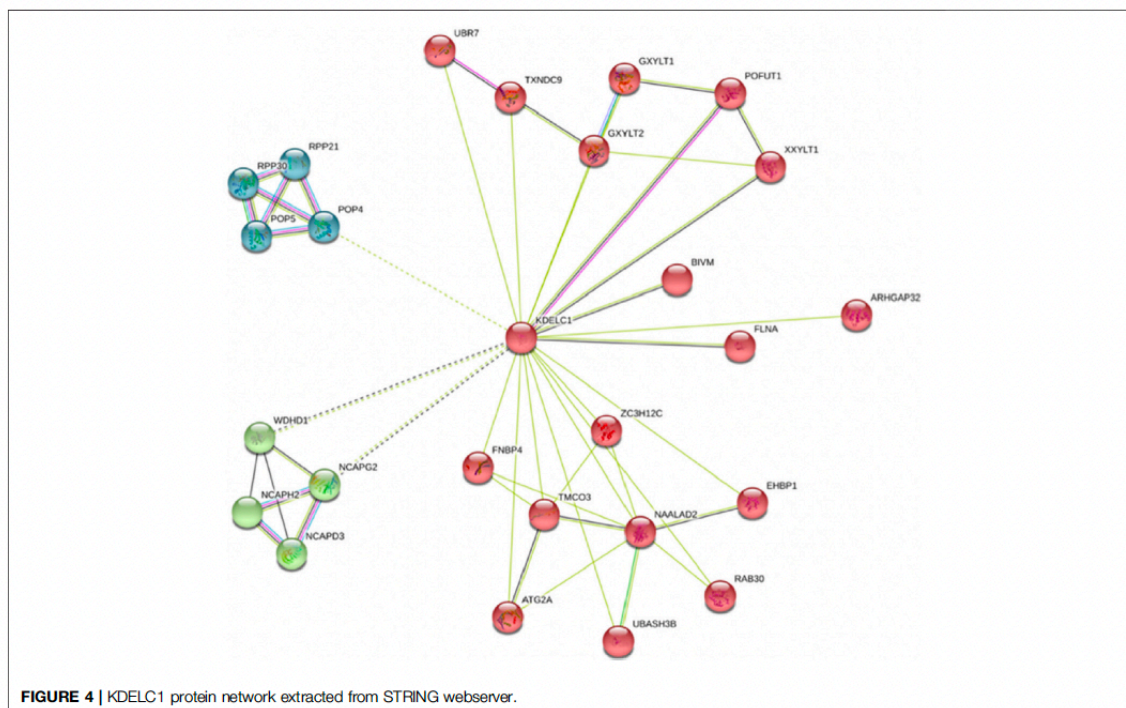 UBR7
GXYLT1
TXNDC9
POFUT1
GXYLT2
XXYLT1
RPP21
RPP30
POP4
POP5
BIVM
ARHGAP32
KDELC1
FLNA
ZC3H12C
WDHD1
FNBP4
NCAPG2
EHBP1
NCAPH2
TMCO3
NAALAD2
NCAPD3
RAB30
ATG2A
UBASH3B
FIGURE 4 | KDELC1 protein network extracted from STRING webserver.